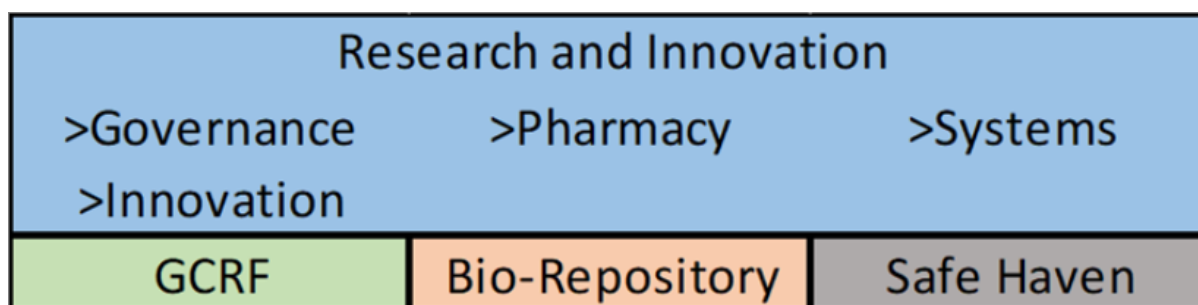 Research and Innovation
>Governance >Pharmacy >Systems
>Innovation
GCRF Bio-Repository Safe Haven